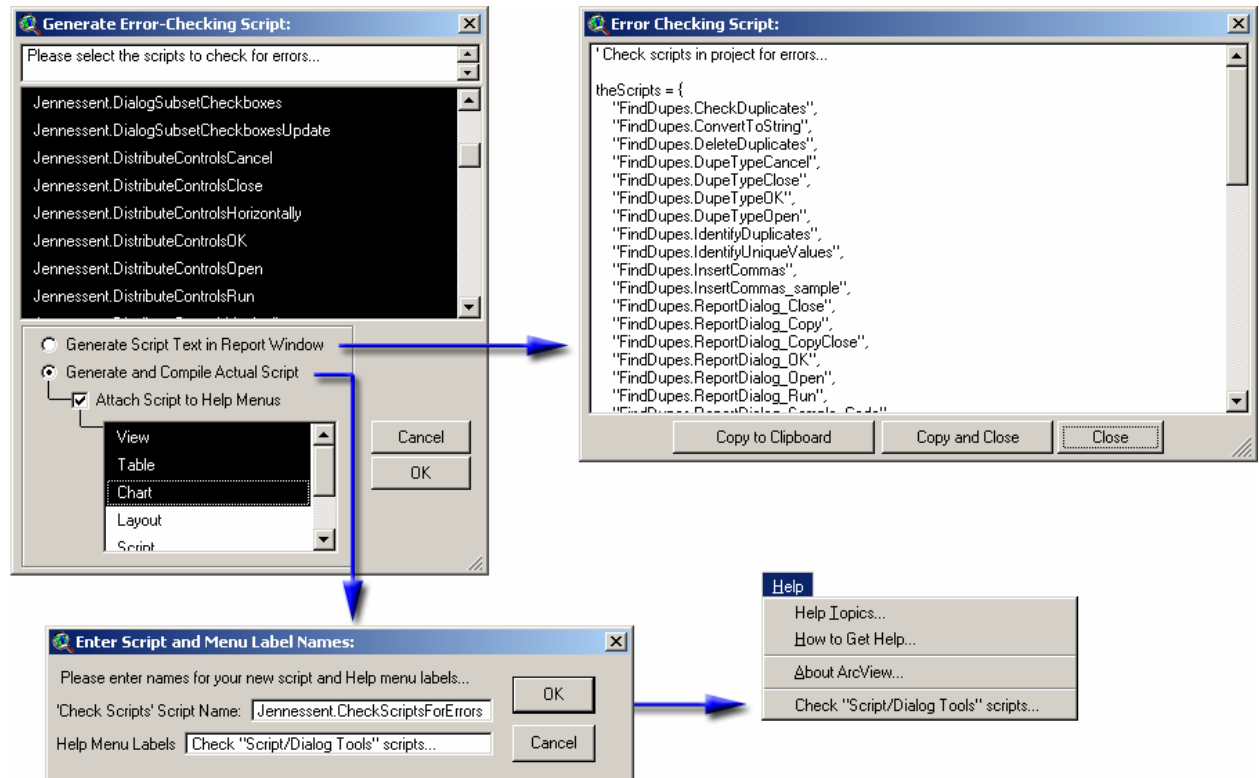 Generate Error-Checking Script:
Please select the scripts to check for errors...
Jennessent.DialogSubsetCheckboxes
Jennessent.DialogSubsetCheckboxesUpdate
Jennessent.DistributeControlsCancel
Jennessent.DistributeControlsClose
Jennessent.DistributeControlsHorizontally
Jennessent.DistributeControlsOK
Jennessent.DistributeControlsOpen
Jennessent.DistributeControlsRun
Generate Script Text in Report Window
Generate and Compile Actual Script
Attach Script to Help Menus
View
Table
Chart
Layout
Script
Cancel
OK
Error Checking Script:
' Check scripts in project for errors...
theScripts = {
"FindDupes.CheckDuplicates",
"FindDupes.ConvertToString",
"FindDupes.DeleteDuplicates",
"FindDupes.DupeTypeCancel",
"FindDupes.DupeTypeClose",
"FindDupes.DupeTypeOK",
"FindDupes.DupeTypeOpen",
"FindDupes.IdentifyDuplicates",
"FindDupes.IdentifyUniqueValues",
"FindDupes.InsertCommas",
"FindDupes.InsertCommas_sample",
"FindDupes.ReportDialog_Close",
"FindDupes.ReportDialog_Copy",
"FindDupes.ReportDialog_CopyClose",
"FindDupes.ReportDialog_OK",
"FindDupes.ReportDialog_Open",
"FindDupes.ReportDialog_Run",
"FindDupes.ReportDialog_Sample_Code"
Copy to Clipboard
Copy and Close
Close
Enter Script and Menu Label Names:
Please enter names for your new script and Help menu labels...
'Check Scripts' Script Name: Jennessent.CheckScriptsForErrors
Help Menu Labels Check "Script/Dialog Tools" scripts...
OK
Cancel
Help
Help Topics...
How to Get Help...
About ArcView...
Check "Script/Dialog Tools" scripts...